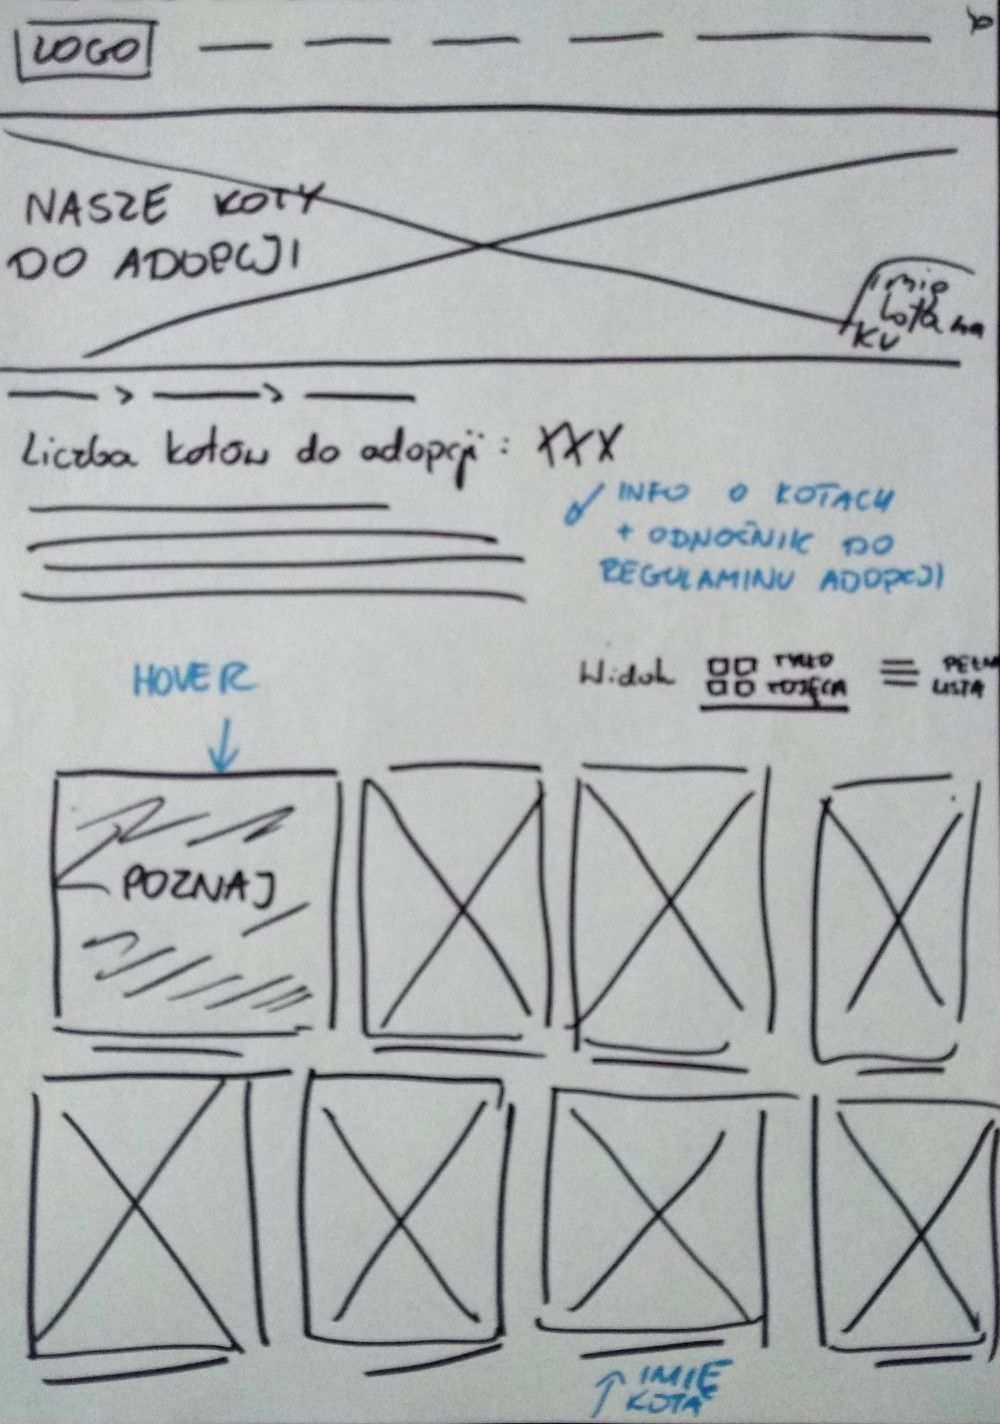 LOGO
NASZE KOTY
DO ADOPCJI
imię
kota na
KV
Liczba kotów do adopcji : XXX
INFO O KOTACH
+ ODNOŚNIK DO
REGULAMINU ADOPCJI
HOVER
Widok
TYLKO
ZDJĘCIA
PEŁNA
LISTA
POZNAJ
IMIĘ
KOTA